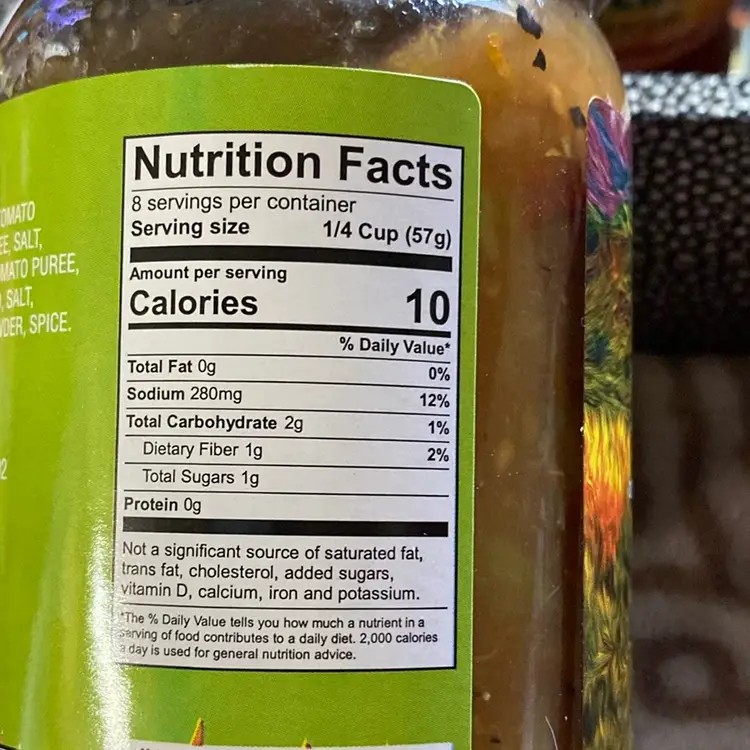 OMATO
EE, SALT,
MATO PUREE,
, SALT,
DER, SPICE.
2
Nutrition Facts
8 servings per container
Serving size 1/4 Cup (57g)
Amount per serving
Calories 10
% Daily Value*
Total Fat 0g 0%
Sodium 280mg 12%
Total Carbohydrate 2g 1%
Dietary Fiber 1g 2%
Total Sugars 1g
Protein 0g
Not a significant source of saturated fat,
trans fat, cholesterol, added sugars,
vitamin D, calcium, iron and potassium.
*The % Daily Value tells you how much a nutrient in a
serving of food contributes to a daily diet. 2,000 calories
a day is used for general nutrition advice.